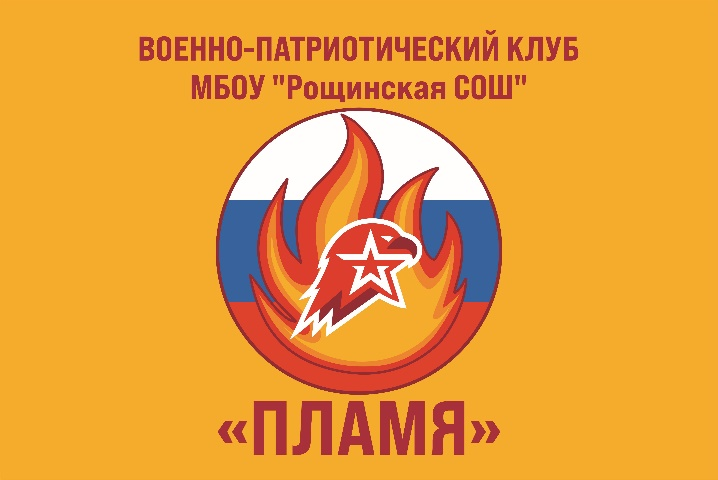 ВОЕННО-ПАТРИОТИЧЕСКИЙ КЛУБ
МБОУ "Рощинская СОШ"
«ПЛАМЯ»